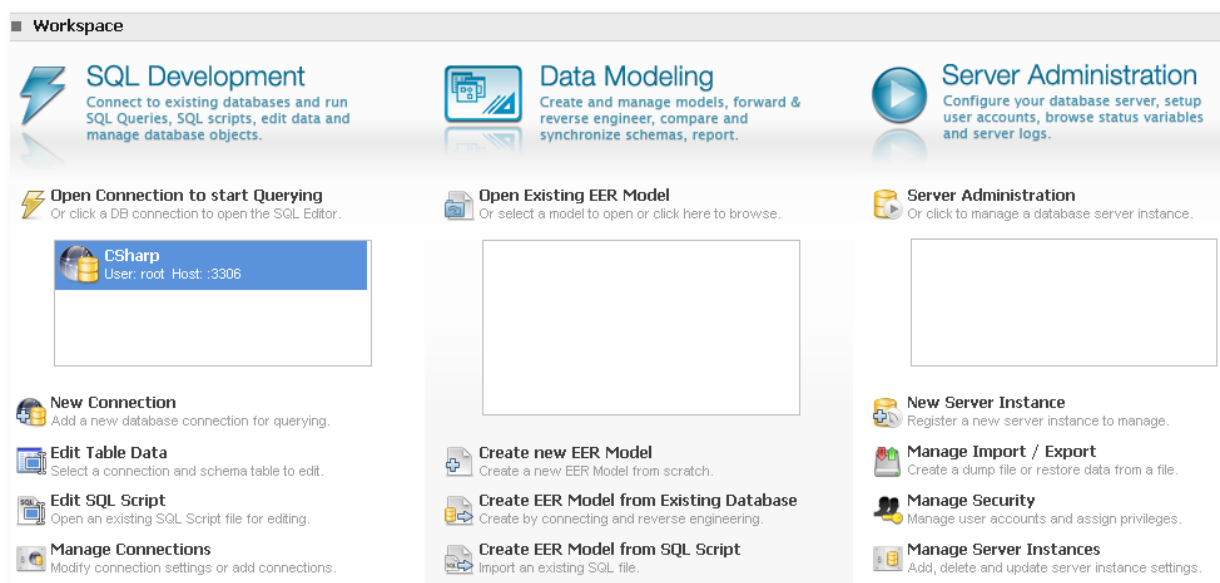 Workspace
SQL Development
Connect to existing databases and run
SQL Queries, SQL scripts, edit data and
manage database objects.
Open Connection to start Querying
Or click a DB connection to open the SQL Editor.
CSharp
User: root Host: :3306
New Connection
Add a new database connection for querying.
Edit Table Data
Select a connection and schema table to edit.
SQL
Edit SQL Script
Open an existing SQL Script file for editing.
Manage Connections
Modify connection settings or add connections.
Data Modeling
Create and manage models, forward &
reverse engineer, compare and
synchronize schemas, report.
Open Existing EER Model
Or select a model to open or click here to browse.
Create new EER Model
Create a new EER Model from scratch.
Create EER Model from Existing Database
Create by connecting and reverse engineering.
SQL
Create EER Model from SQL Script
Import an existing SQL file.
Server Administration
Configure your database server, setup
user accounts, browse status variables
and server logs.
Server Administration
Or click to manage a database server instance.
New Server Instance
Register a new server instance to manage.
Manage Import / Export
Create a dump file or restore data from a file.
Manage Security
Manage user accounts and assign privileges.
Manage Server Instances
Add, delete and update server instance settings.